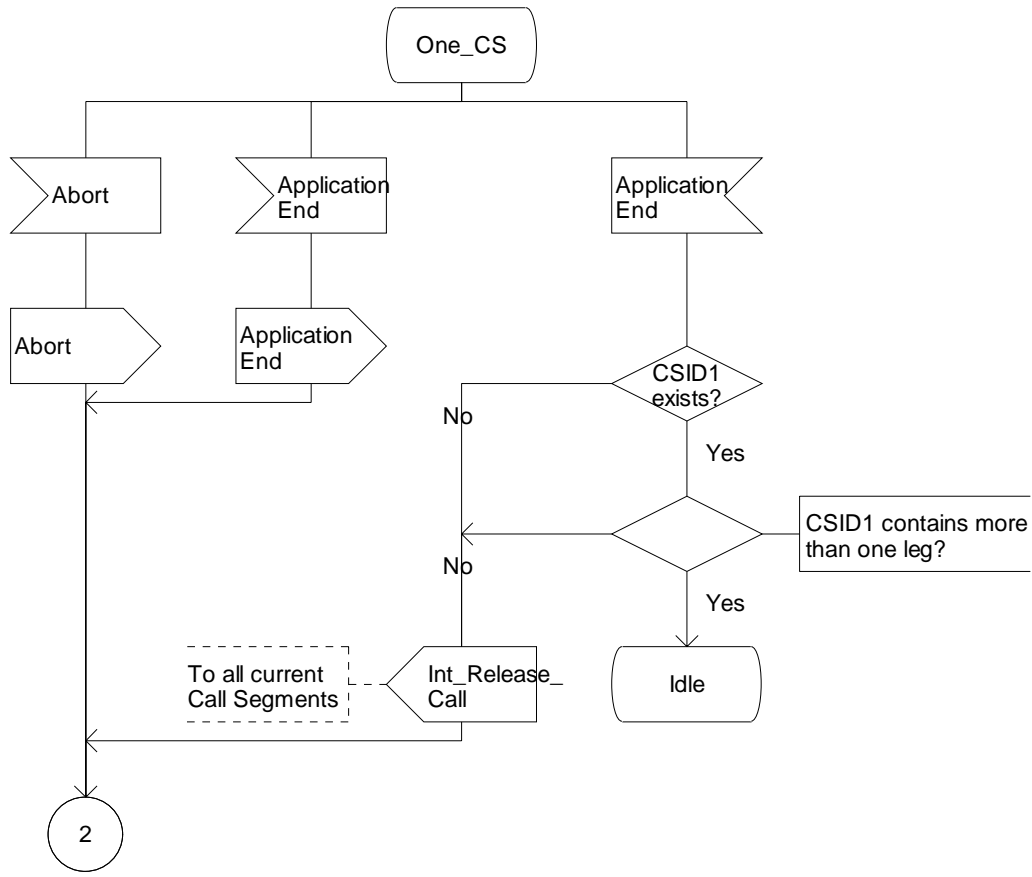 One_CS
Abort
Application
End
Application
End
Abort
Application
End
CSID1
exists?
No
Yes
CSID1 contains more
than one leg?
No
Yes
To all current
Call Segments
Int_Release_
Call
Idle
2